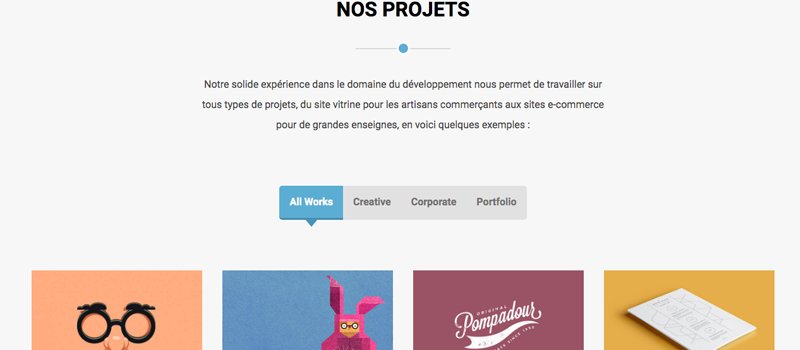 NOS PROJETS
Notre solide expérience dans le domaine du développement nous permet de travailler sur
tous types de projets, du site vitrine pour les artisans commerçants aux sites e-commerce
pour de grandes enseignes, en voici quelques exemples :
All Works Creative Corporate Portfolio
ORIGINAL
Pompadour
SINCE